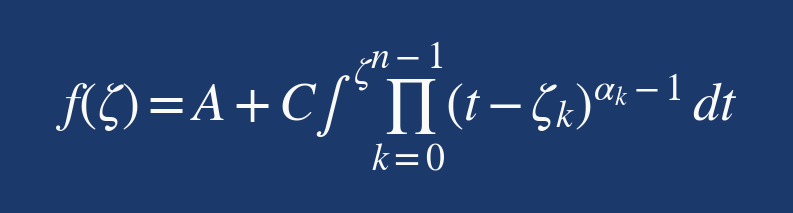 f(ζ) = A + C∫^ζ ∏_{k=0}^{n−1} (t − ζ_k)^{α_k − 1} dt